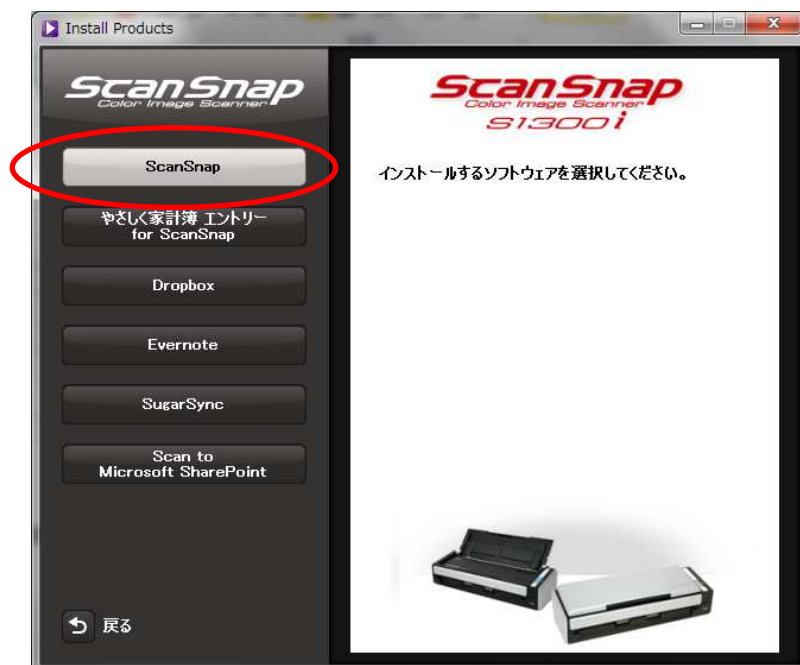 Install Products
ScanSnap
Color Image Scanner
ScanSnap
やさしく家計簿 エントリー
for ScanSnap
Dropbox
Evernote
SugarSync
Scan to
Microsoft SharePoint
戻る
ScanSnap
Color Image Scanner
S1300i
インストールするソフトウェアを選択してください。